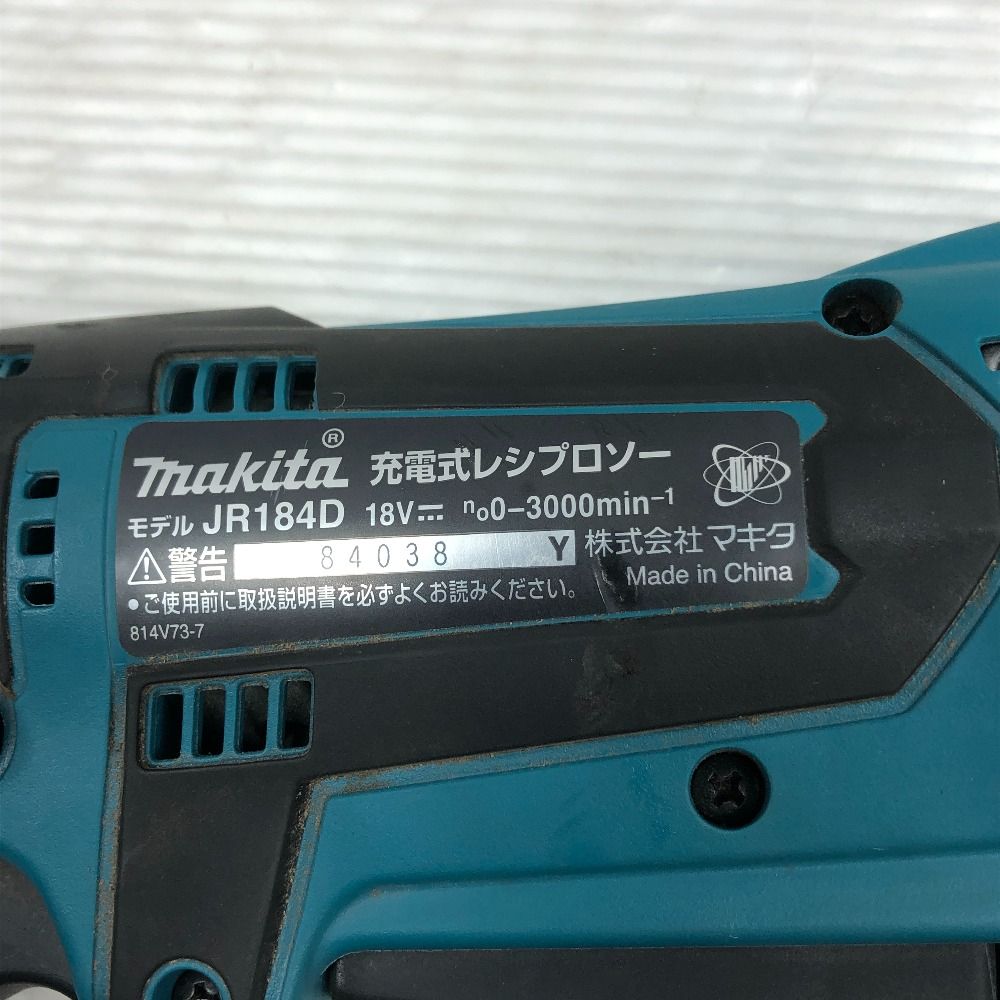 makita® 充電式レシプロソー
モデル JR184D 18V⎓ n₀0-3000min⁻¹
⚠警告 84038 Y 株式会社 マキタ
•ご使用前に取扱説明書を必ずよくお読みください。 Made in China
814V73-7